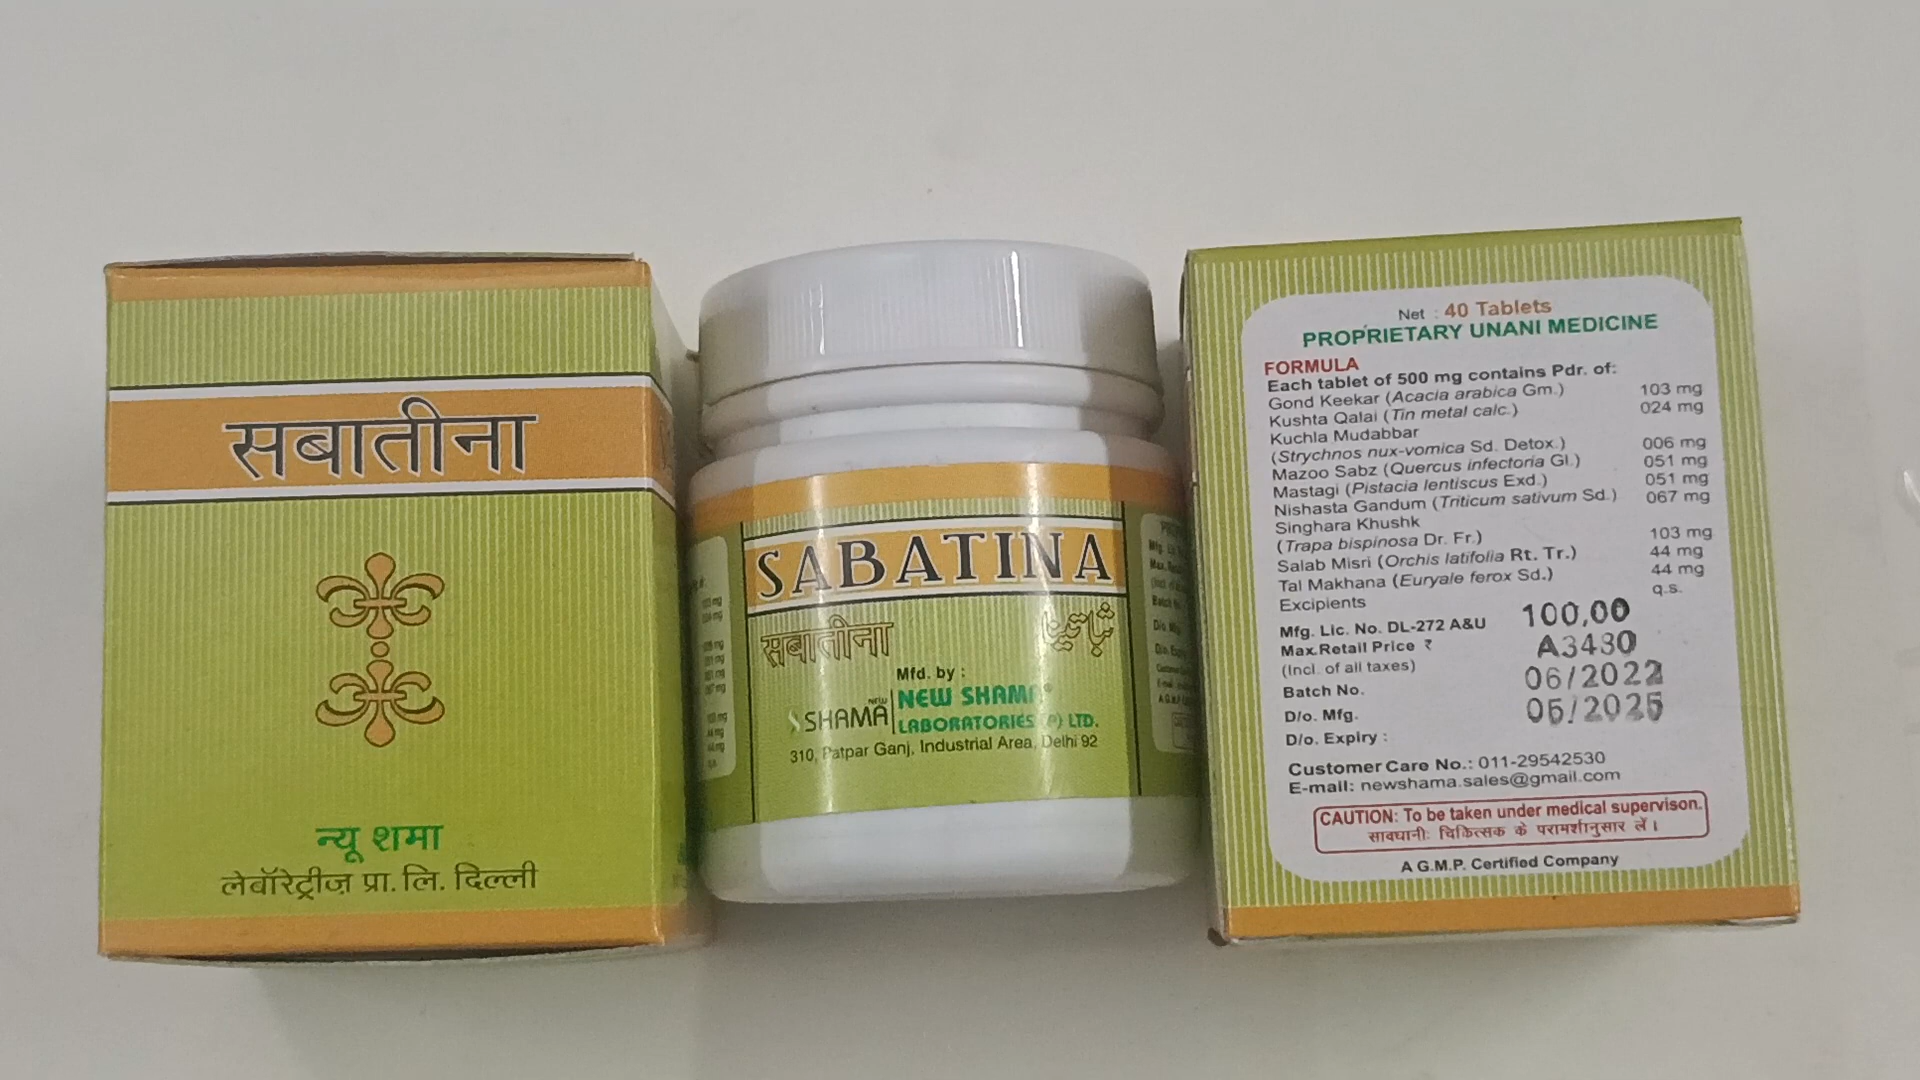 सबातीना
न्यू शमा
लेबॉरेट्रीज़ प्रा. लि. दिल्ली
SABATINA
सबातीना
Mfd. by :
NEW
SHAMA
NEW SHAMA
LABORATORIES (P) LTD.
310, Patpar Ganj, Industrial Area, Delhi 92
Net : 40 Tablets
PROPRIETARY UNANI MEDICINE
FORMULA
Each tablet of 500 mg contains Pdr. of:
Gond Keekar (Acacia arabica Gm.) 103 mg
Kushta Qalai (Tin metal calc.) 024 mg
Kuchla Mudabbar
(Strychnos nux-vomica Sd. Detox.) 006 mg
Mazoo Sabz (Quercus infectoria Gl.) 051 mg
Mastagi (Pistacia lentiscus Exd.) 051 mg
Nishasta Gandum (Triticum sativum Sd.) 067 mg
Singhara Khushk
(Trapa bispinosa Dr. Fr.) 103 mg
Salab Misri (Orchis latifolia Rt. Tr.) 44 mg
Tal Makhana (Euryale ferox Sd.) 44 mg
Excipients q.s.
Mfg. Lic. No. DL-272 A&U
Max.Retail Price ₹ 100,00
(Incl. of all taxes)
Batch No. A3480
D/o. Mfg. 06/2022
D/o. Expiry : 05/2025
Customer Care No.: 011-29542530
E-mail: newshama.sales@gmail.com
CAUTION: To be taken under medical supervison.
सावधानी: चिकित्सक के परामर्शानुसार लें।
A G.M.P. Certified Company